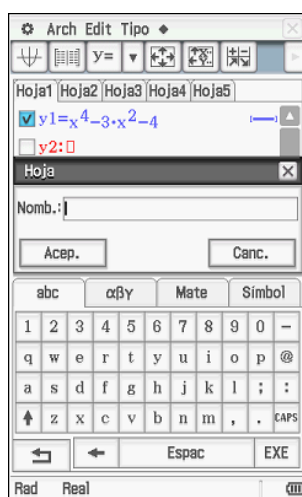 Arch Edit Tipo ◆
Y= ▼
Hoja1 Hoja2 Hoja3 Hoja4 Hoja5
y1=x⁴−3·x²−4
y2:▯
Hoja
Nomb.:
Acep. Canc.
abc αβγ Mate Símbol
1 2 3 4 5 6 7 8 9 0 −
q w e r t y u i o p @
a s d f g h j k l ; :
↑ z x c v b n m , . CAPS
← Espac EXE
Rad Real